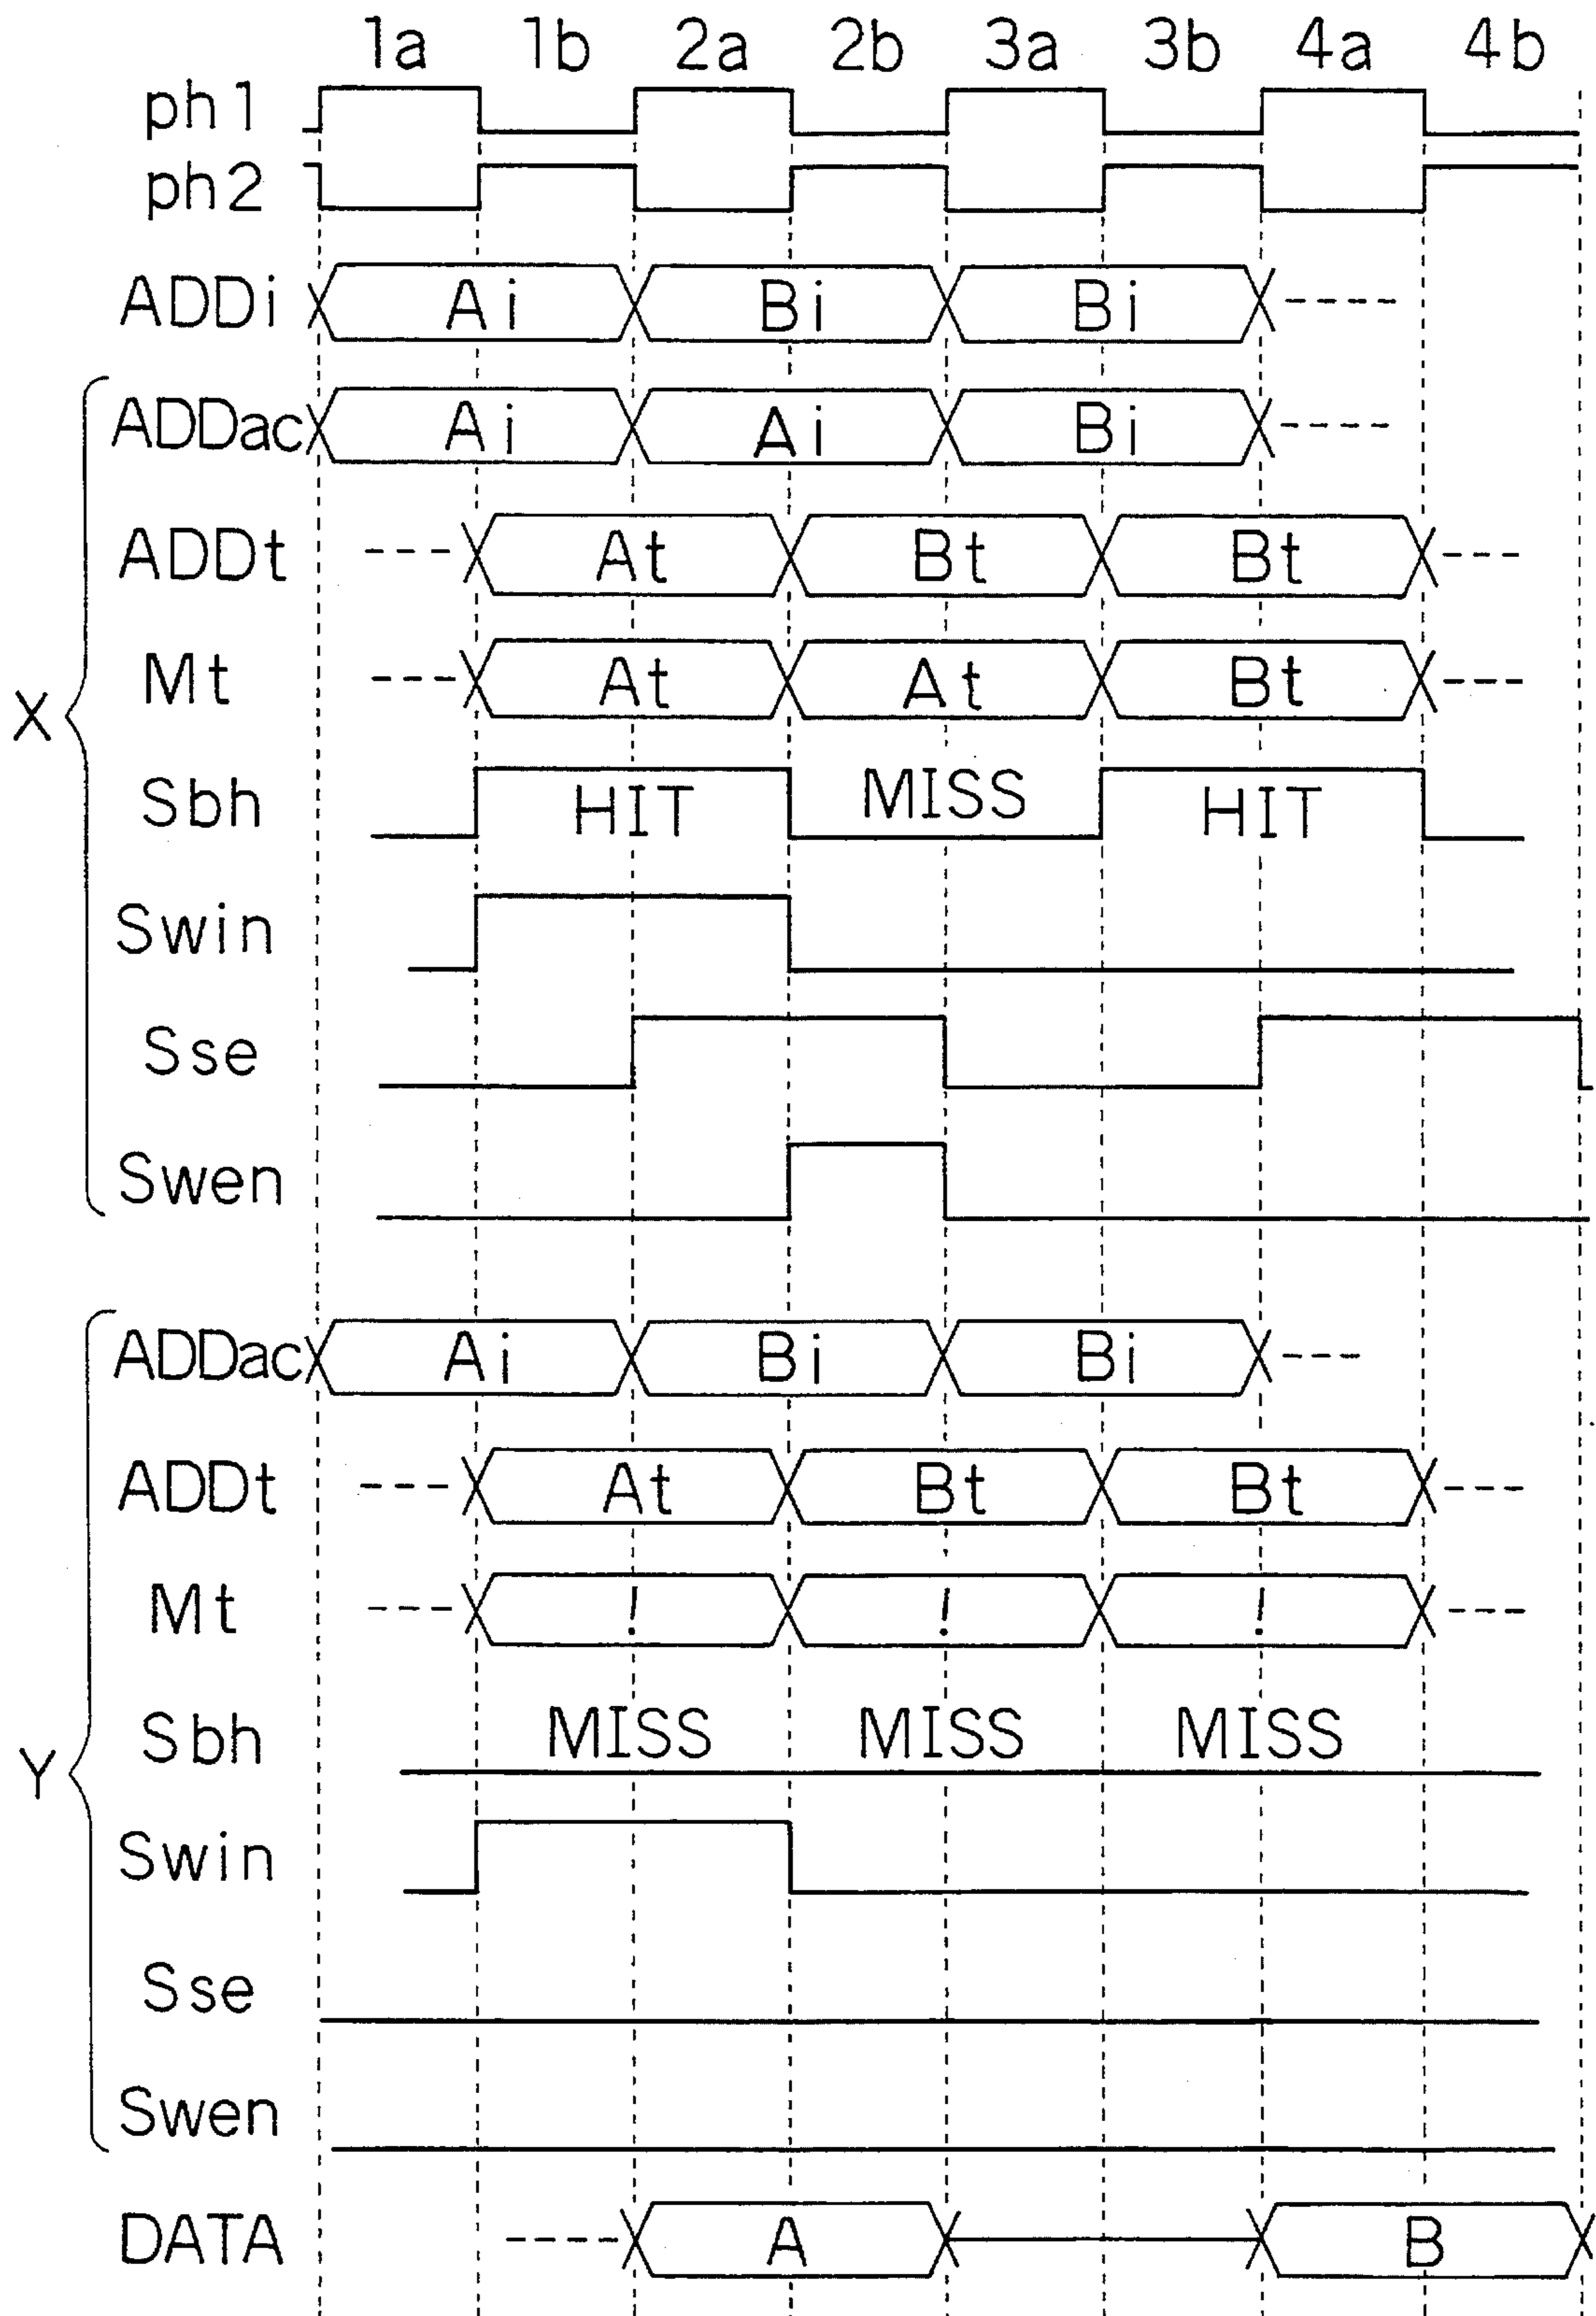 1a 1b 2a 2b 3a 3b 4a 4b
ph1
ph2
ADDi Ai Bi Bi
ADDac Ai Ai Bi
ADDt At Bt Bt
Mt At At Bt
X
Sbh HIT MISS HIT
Swin
Sse
Swen
ADDac Ai Bi Bi
ADDt At Bt Bt
Mt ! ! !
Sbh MISS MISS MISS
Y
Swin
Sse
Swen
DATA A B